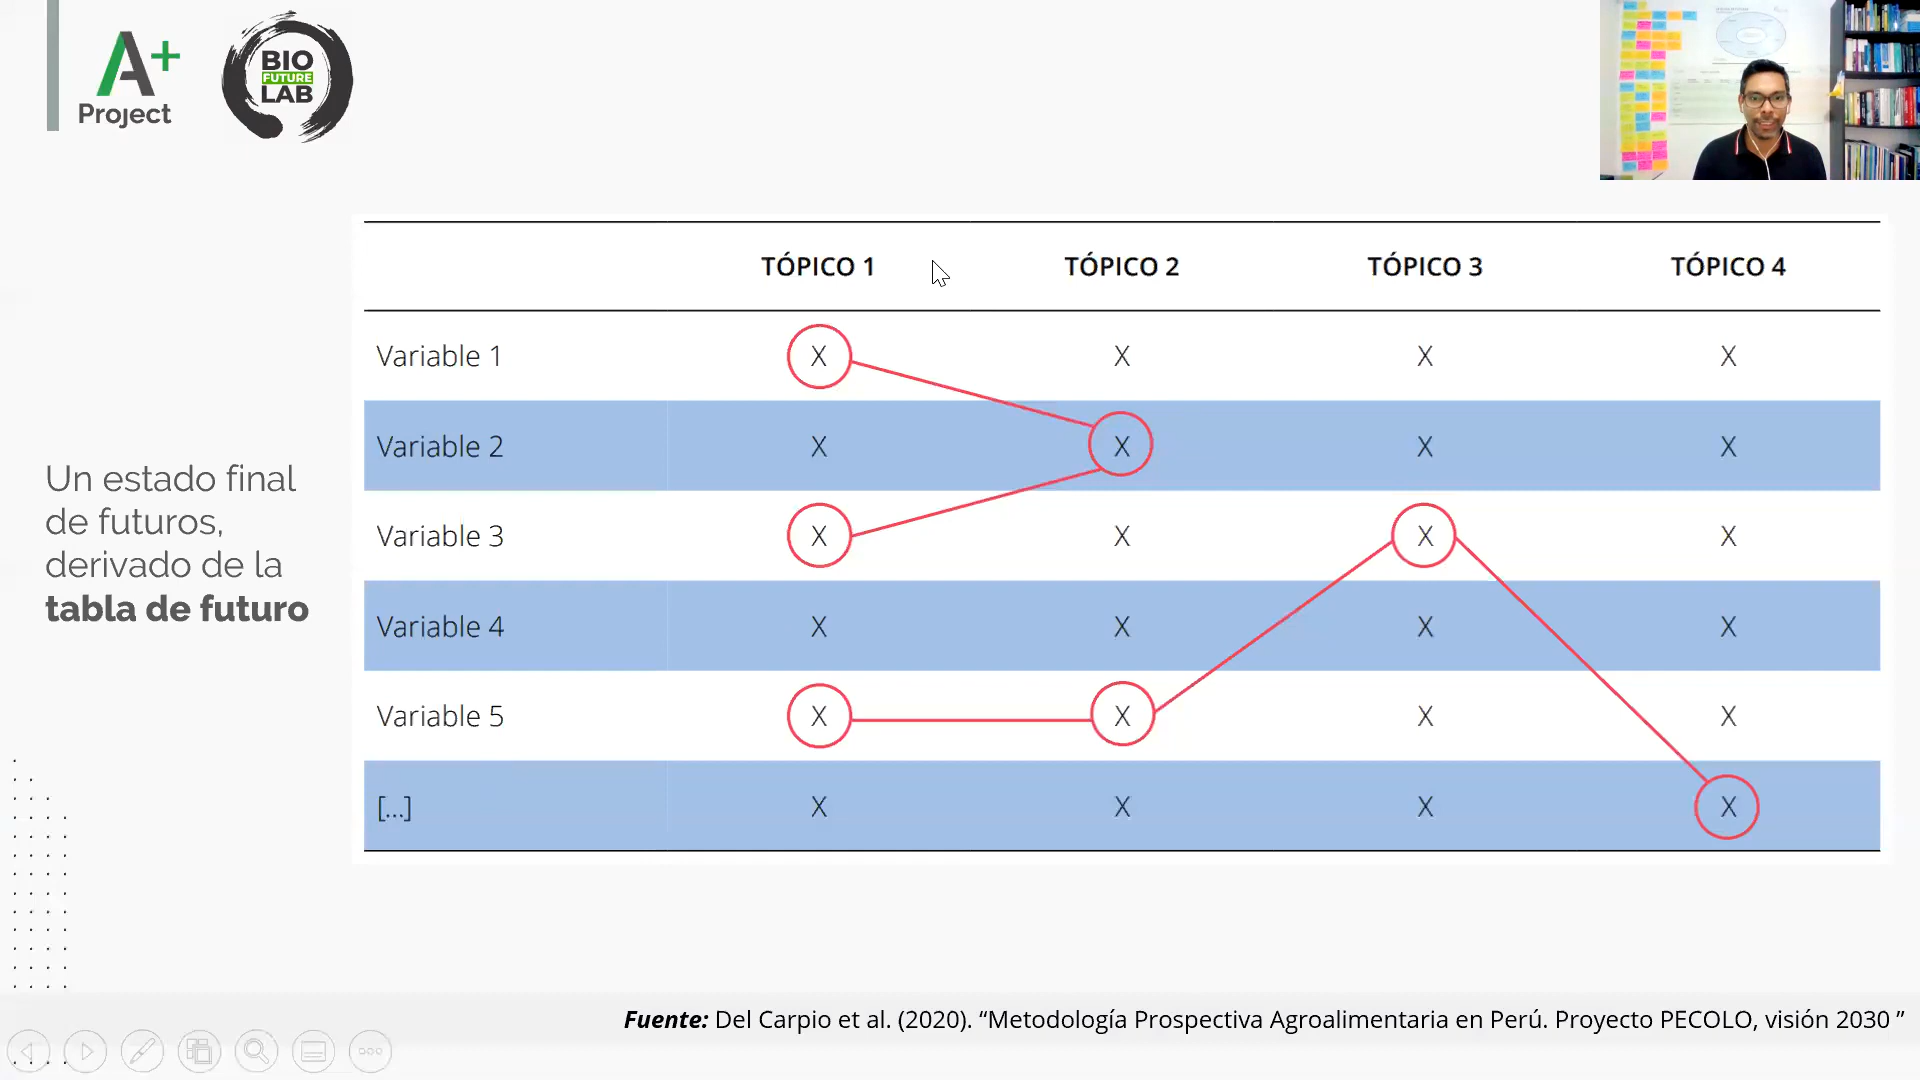 A+
Project
BIO
FUTURE
LAB
TÓPICO 1 TÓPICO 2 TÓPICO 3 TÓPICO 4
Variable 1 X X X X
Variable 2 X X X X
Variable 3 X X X X
Variable 4 X X X X
Variable 5 X X X X
[...] X X X X
Un estado final
de futuros,
derivado de la
tabla de futuro
Fuente: Del Carpio et al. (2020). “Metodología Prospectiva Agroalimentaria en Perú. Proyecto PECOLO, visión 2030 ”